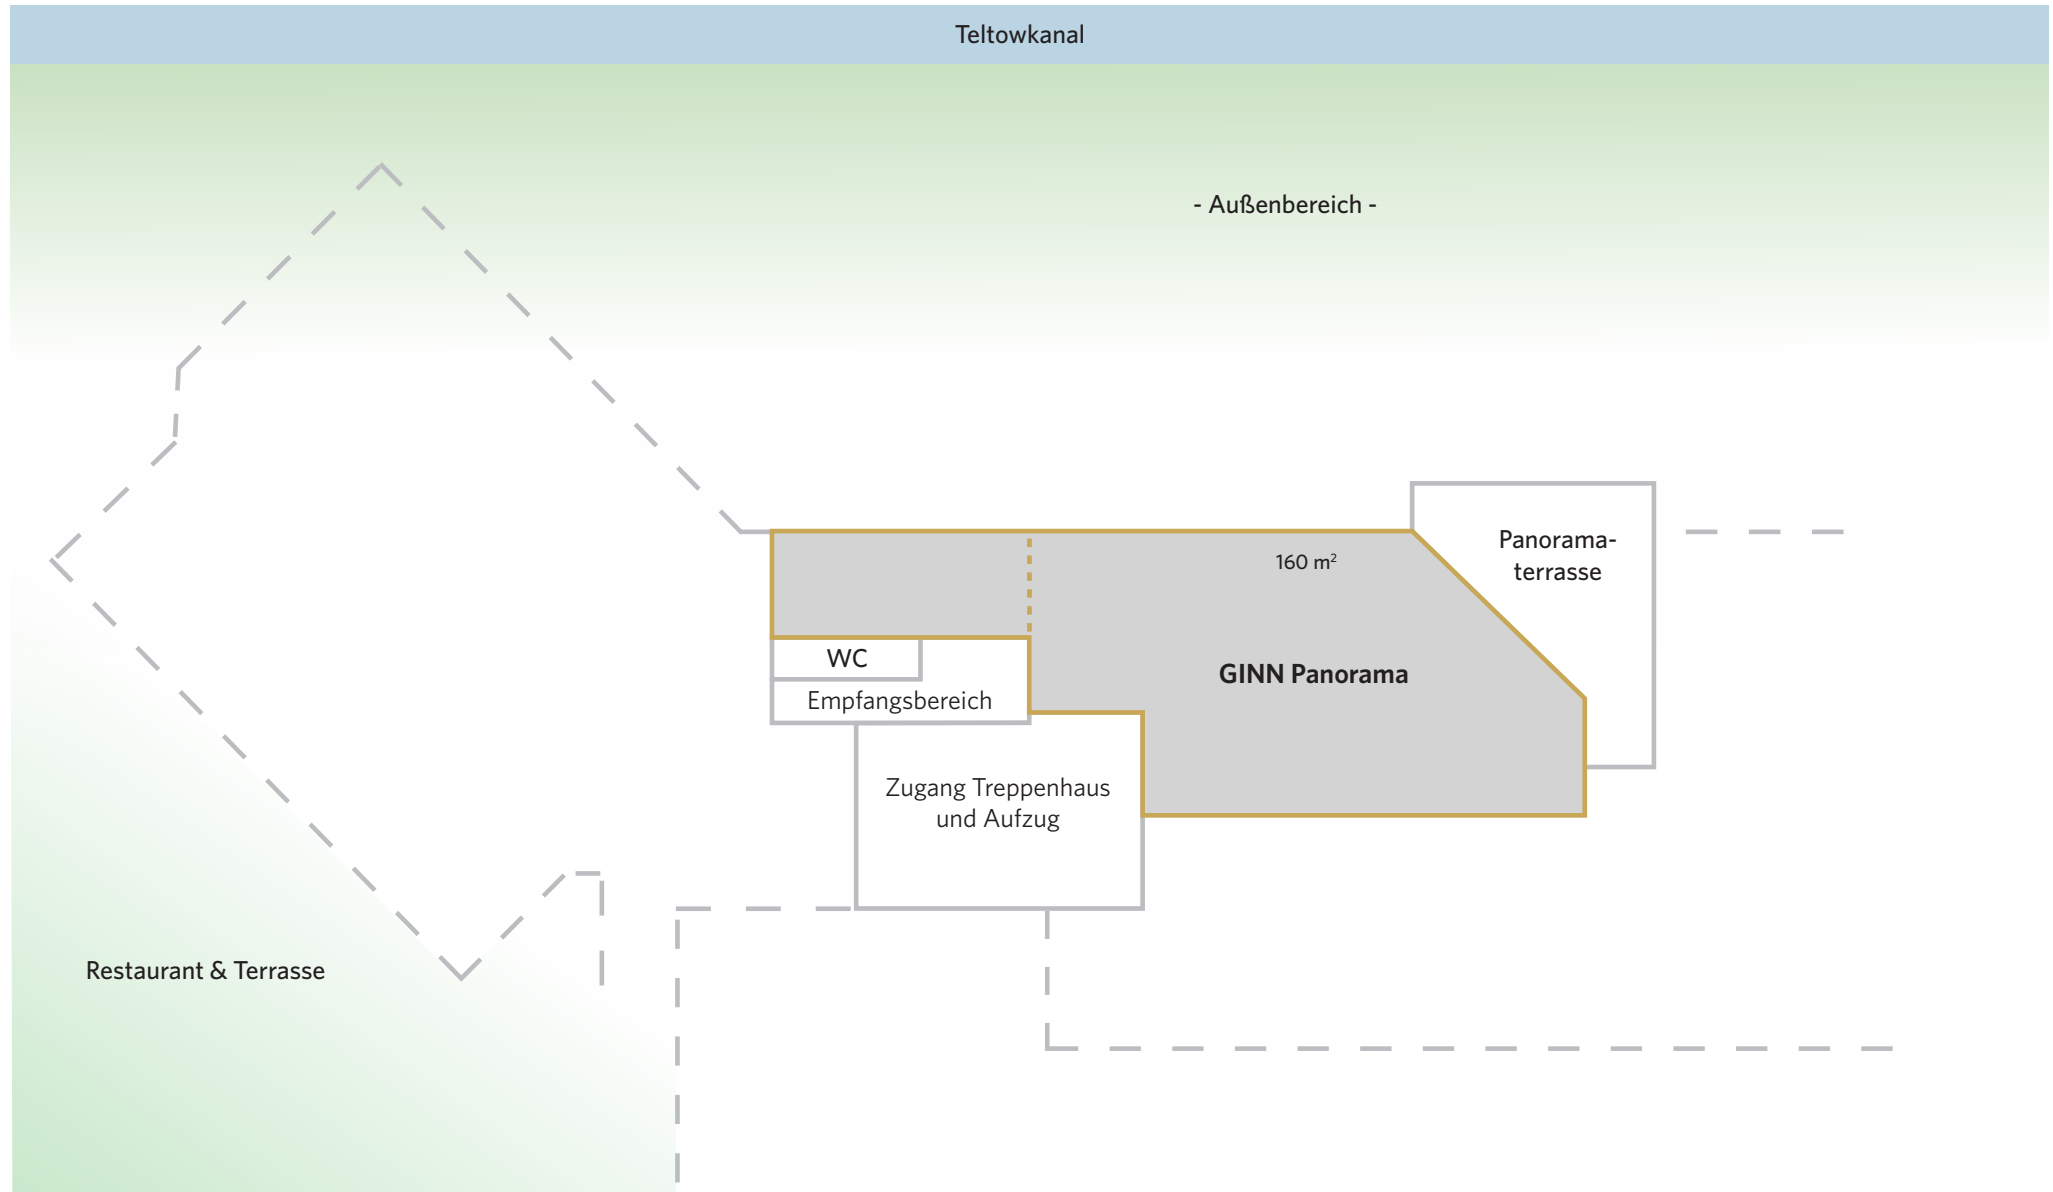 Teltowkanal
- Außenbereich -
Panorama-
terrasse
160 m²
WC
GINN Panorama
Empfangsbereich
Zugang Treppenhaus
und Aufzug
Restaurant & Terrasse